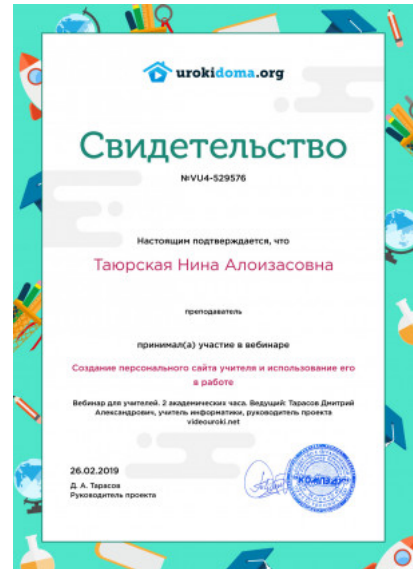 urokidoma.org
Свидетельство
№VU4-529576
Настоящим подтверждается, что
Таюрская Нина Алоизасовна
преподаватель
принимал(а) участие в вебинаре
Создание персонального сайта учителя и использование его
в работе
Вебинар для учителей. 2 академических часа. Ведущий: Тарасов Дмитрий
Александрович, учитель информатики, руководитель проекта
videouroki.net
26.02.2019
Д. А. Тарасов
Руководитель проекта
"КОМПЭДУ"